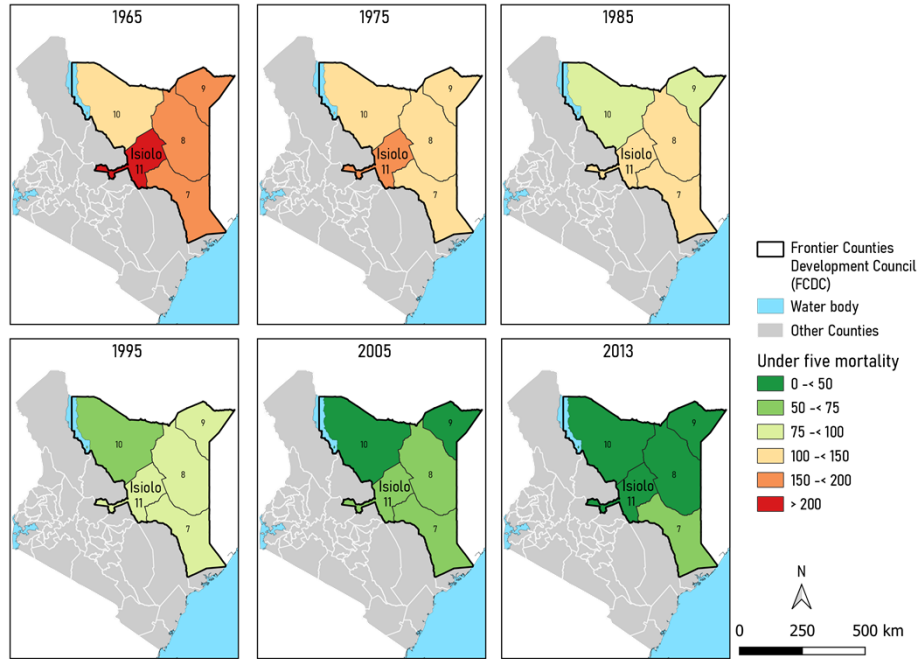 1965
1975
1985
9
10
8
Isiolo
11
7
9
10
8
Isiolo
11
7
9
10
8
Isiolo
11
7
Frontier Counties
Development Council
(FCDC)
Water body
Other Counties
Under five mortality
0 -< 50
50 -< 75
75 -< 100
100 -< 150
150 -< 200
> 200
1995
2005
2013
9
10
8
Isiolo
11
7
9
10
8
Isiolo
11
7
9
10
8
Isiolo
11
7
N
0 250 500 km